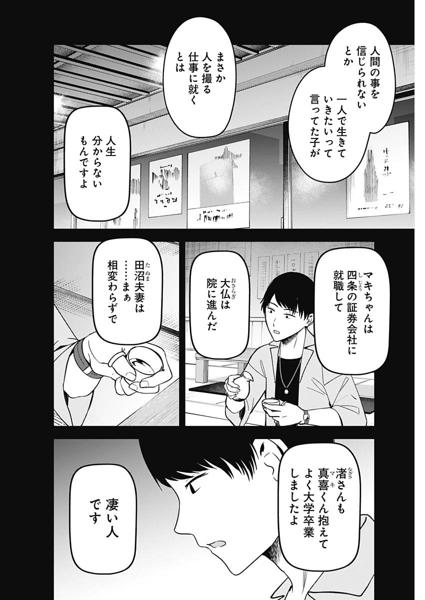 人間の事を
信じられない
とか
一人で生きて
いきたいって
言ってた子が
まさか
人を撮る
仕事に就く
とは
人生
分からない
もんですよ
マキちゃんは
四条の証券会社に
就職して
大仏は
院に進んだ
田沼夫妻は
……まぁ
相変わらずで
渚さんも
真喜くん抱えて
よく大学卒業
しましたよ
凄い人
です